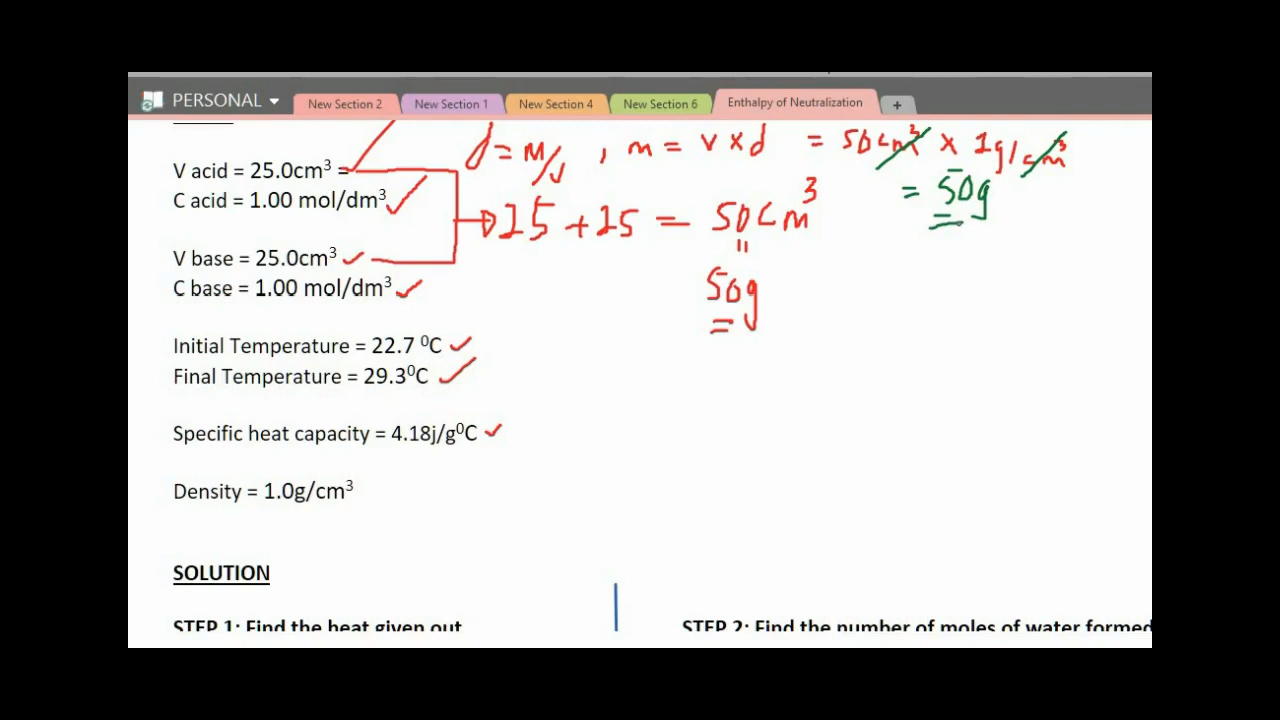 PERSONAL
New Section 2
New Section 1
New Section 4
New Section 6
Enthalpy of Neutralization
+
d = M/V , m = v x d = 50cm³ x 1g/cm³
= 50g
V acid = 25.0cm³
C acid = 1.00 mol/dm³
25 + 25 = 50cm³
V base = 25.0cm³
C base = 1.00 mol/dm³
50g
Initial Temperature = 22.7 ⁰C
Final Temperature = 29.3⁰C
Specific heat capacity = 4.18j/g⁰C
Density = 1.0g/cm³
SOLUTION
STEP 1: Find the heat given out
STEP 2: Find the number of moles of water formed